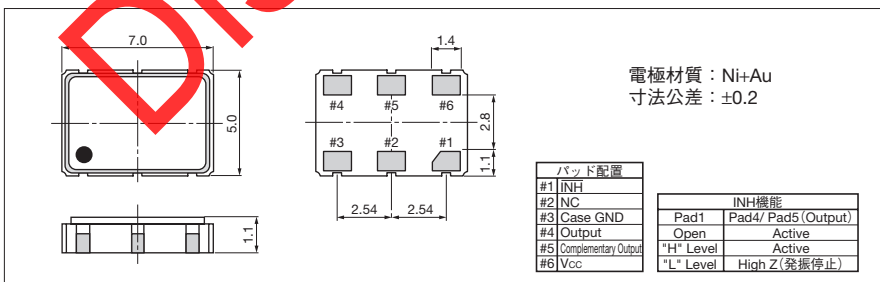 Dis
7.0
5.0
1.1
1.4
#4 #5 #6
#3 #2 #1
2.8
1.1
2.54 2.54
電極材質：Ni+Au
寸法公差：±0.2
パッド配置
#1 INH
#2 NC
#3 Case GND
#4 Output
#5 Complementary Output
#6 Vcc
INH機能
Pad1 Pad4/ Pad5(Output)
Open Active
"H" Level Active
"L" Level High Z(発振停止)